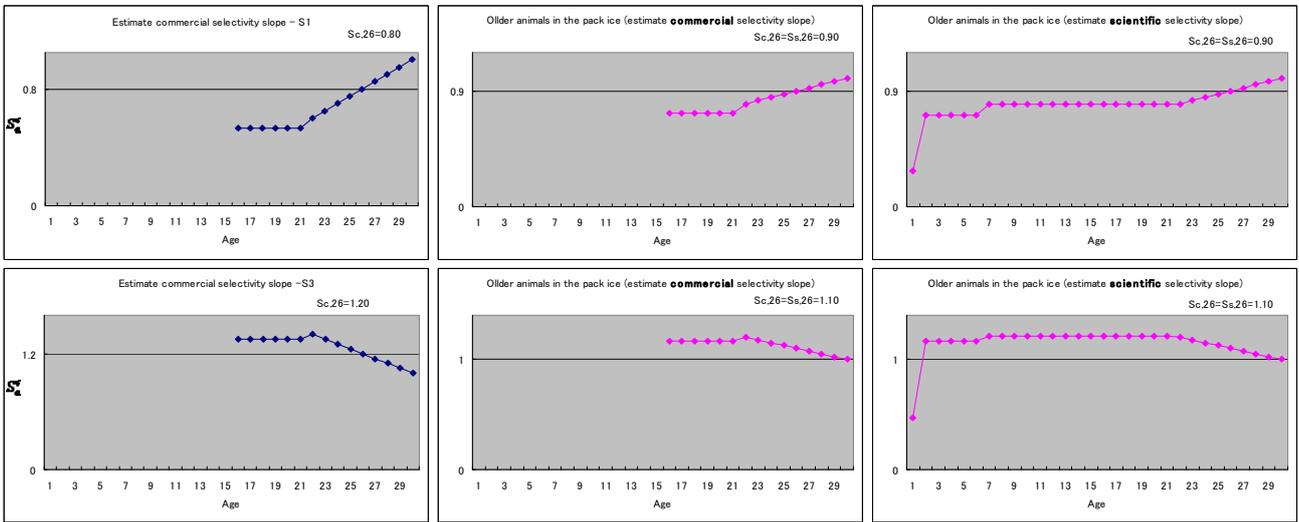 Estimate commercial selectivity slope - S1
Sc,26=0.80
0.8
0
1 3 5 7 9 11 13 15 17 19 21 23 25 27 29
Age
Ollder animals in the pack ice (estimate commercial selectivity slope)
Sc,26=Ss,26=0.90
0.9
0
1 3 5 7 9 11 13 15 17 19 21 23 25 27 29
Age
Older animals in the pack ice (estimate scientific selectivity slope)
Sc,26=Ss,26=0.90
0.9
0
1 3 5 7 9 11 13 15 17 19 21 23 25 27 29
Age
Estimate commercial selectivity slope -S3
Sc,26=1.20
1.2
0
1 3 5 7 9 11 13 15 17 19 21 23 25 27 29
Age
Ollder animals in the pack ice (estimate commercial selectivity slope)
Sc,26=Ss,26=1.10
1
0
1 3 5 7 9 11 13 15 17 19 21 23 25 27 29
Age
Older animals in the pack ice (estimate scientific selectivity slope)
Sc,26=Ss,26=1.10
1
0
1 3 5 7 9 11 13 15 17 19 21 23 25 27 29
Age